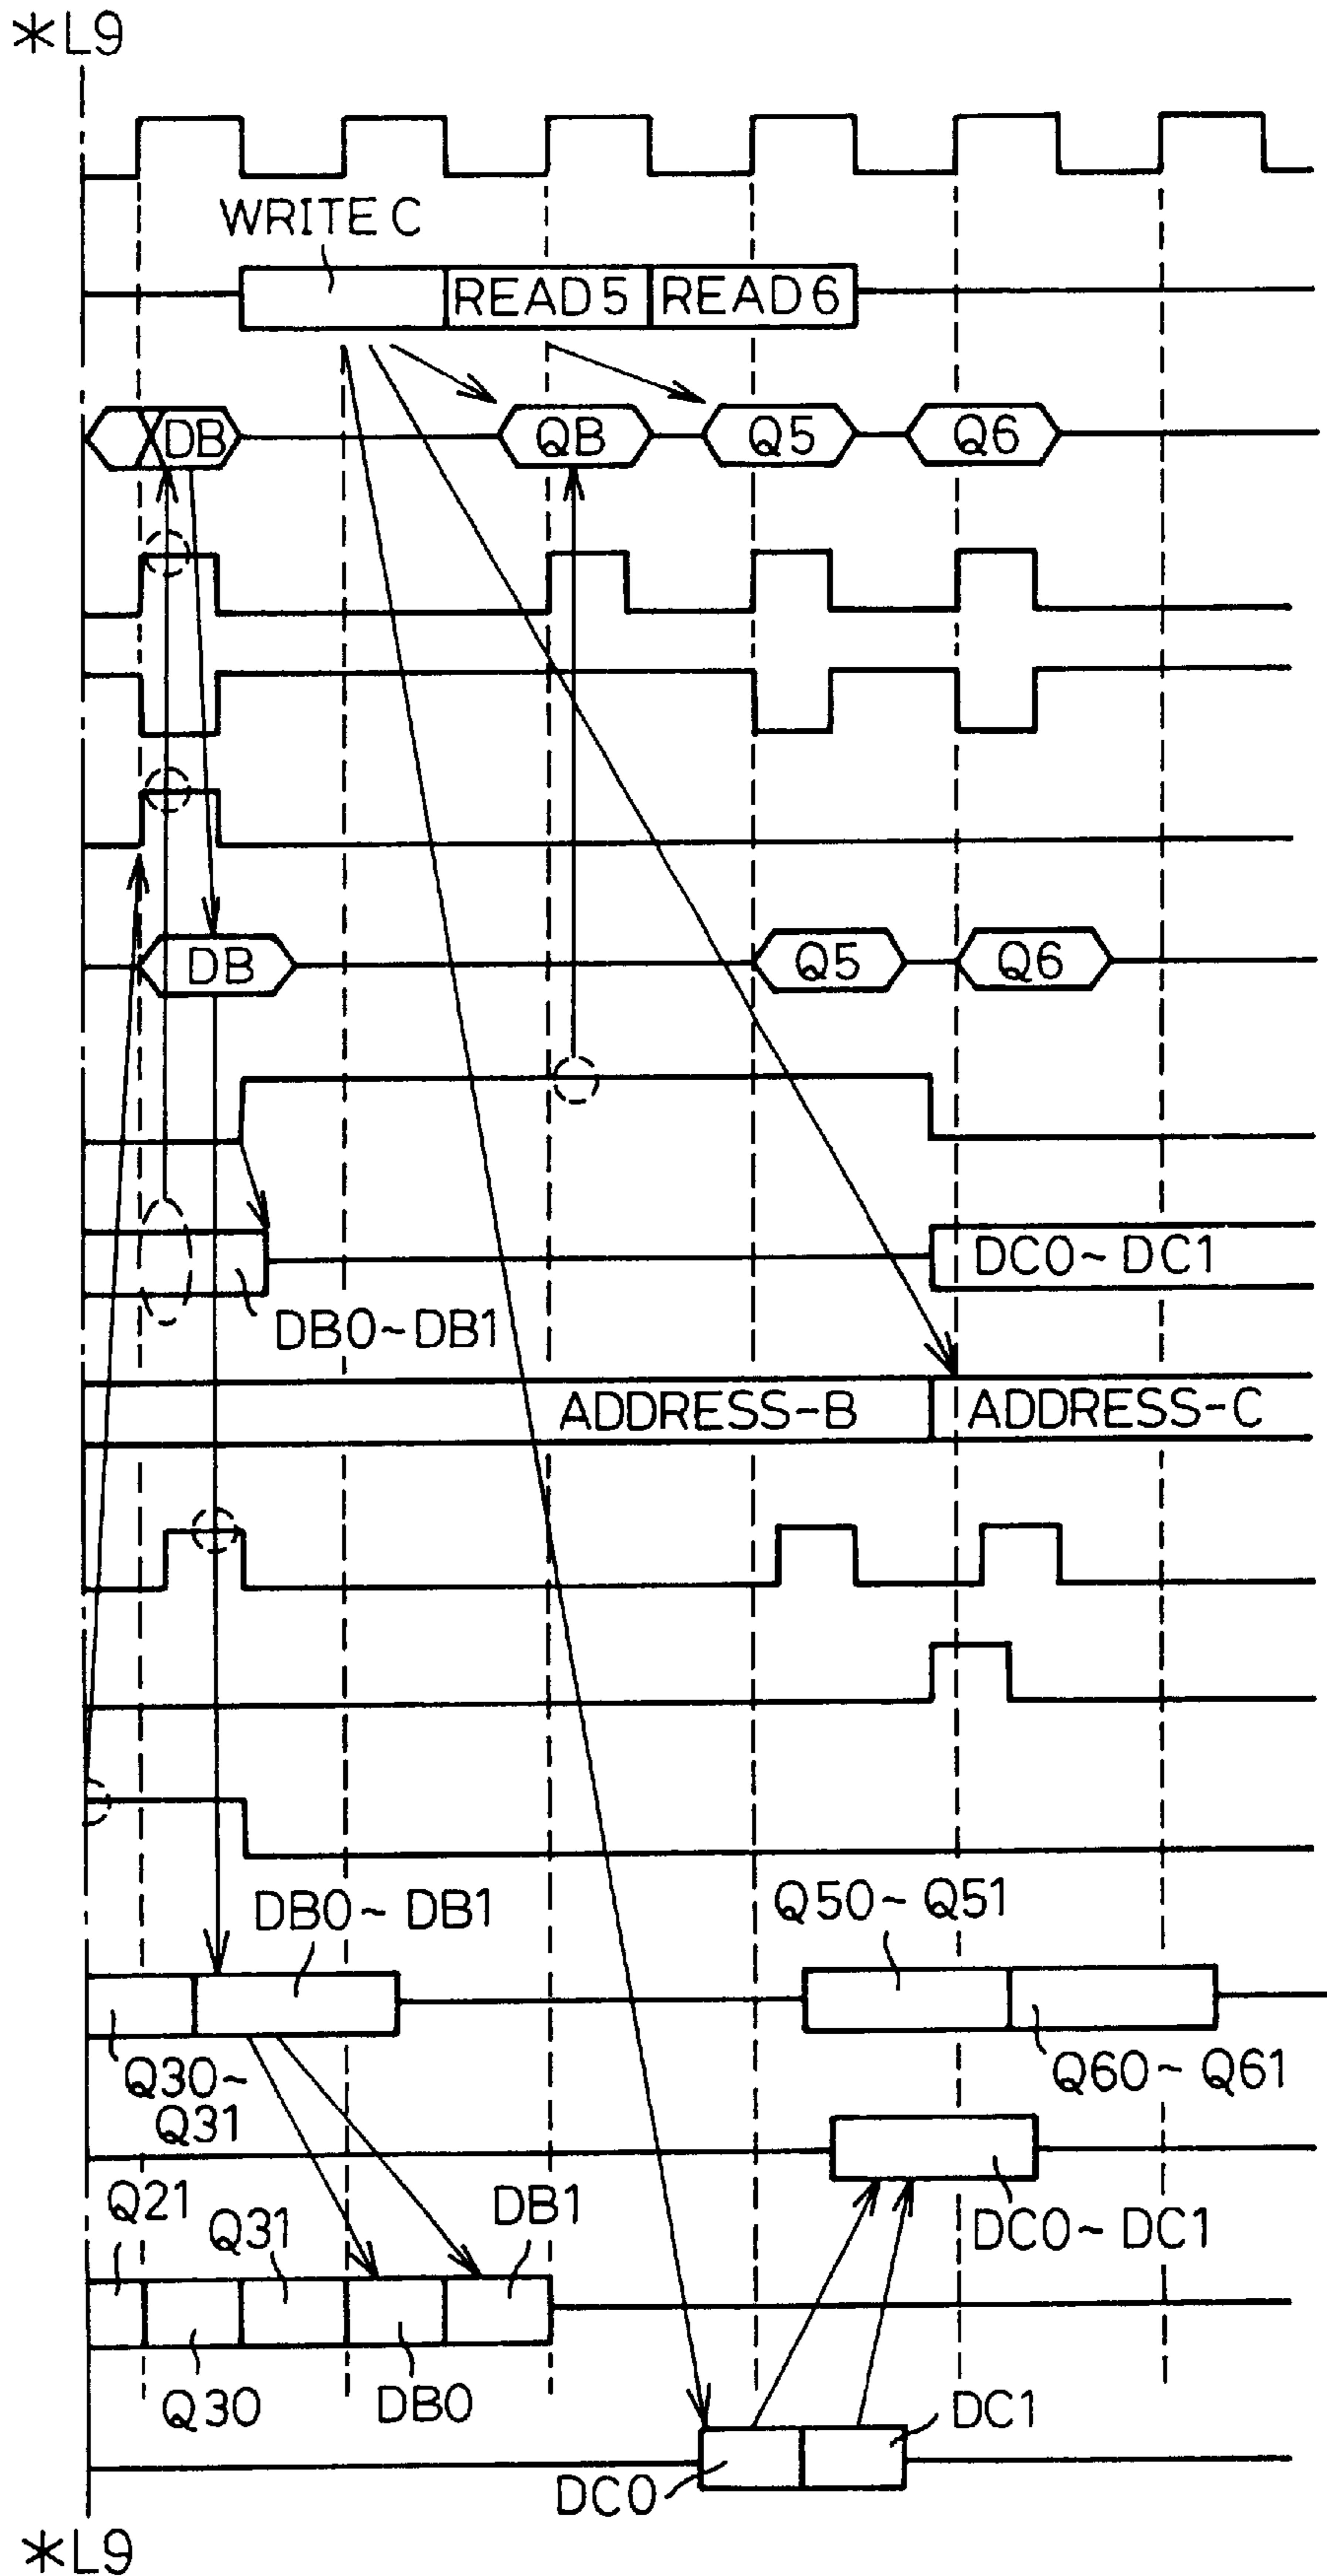 *L9
WRITE C
READ5 READ6
DB QB Q5 Q6
DB Q5 Q6
DC0~DC1
DB0~DB1
ADDRESS-B ADDRESS-C
DB0~DB1 Q50~Q51
Q30~
Q31
Q60~Q61
Q21 Q31 DB1 DC0~DC1
Q30 DB0 DC1
DC0
*L9